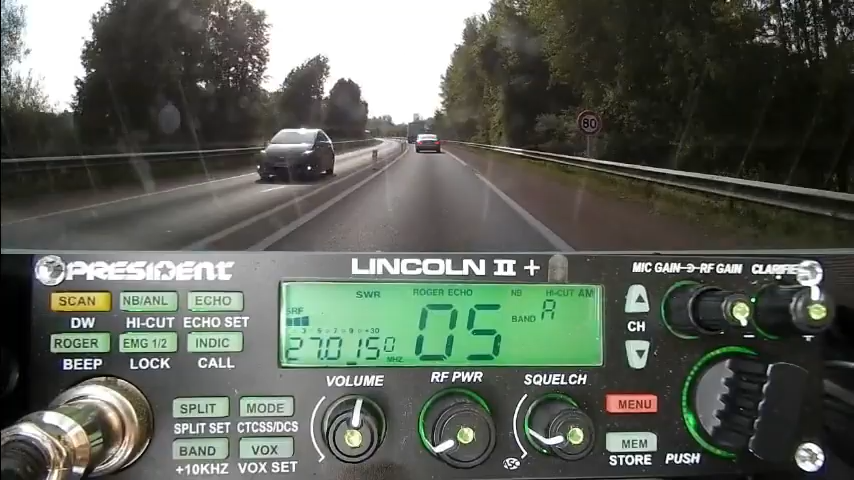 80
PRESIDENT
LINCOLN II +
MIC GAIN RF GAIN CLARIFIER
SCAN NB/ANL ECHO
DW HI-CUT ECHO SET
ROGER EMG 1/2 INDIC
BEEP LOCK CALL
SWR ROGER ECHO NB HI-CUT AM
SRF
BAND A
05
27.0150 MHZ
CH
VOLUME RF PWR SQUELCH
MENU
SPLIT MODE
SPLIT SET CTCSS/DCS
BAND VOX
+10KHZ VOX SET
ASC
MEM
STORE PUSH